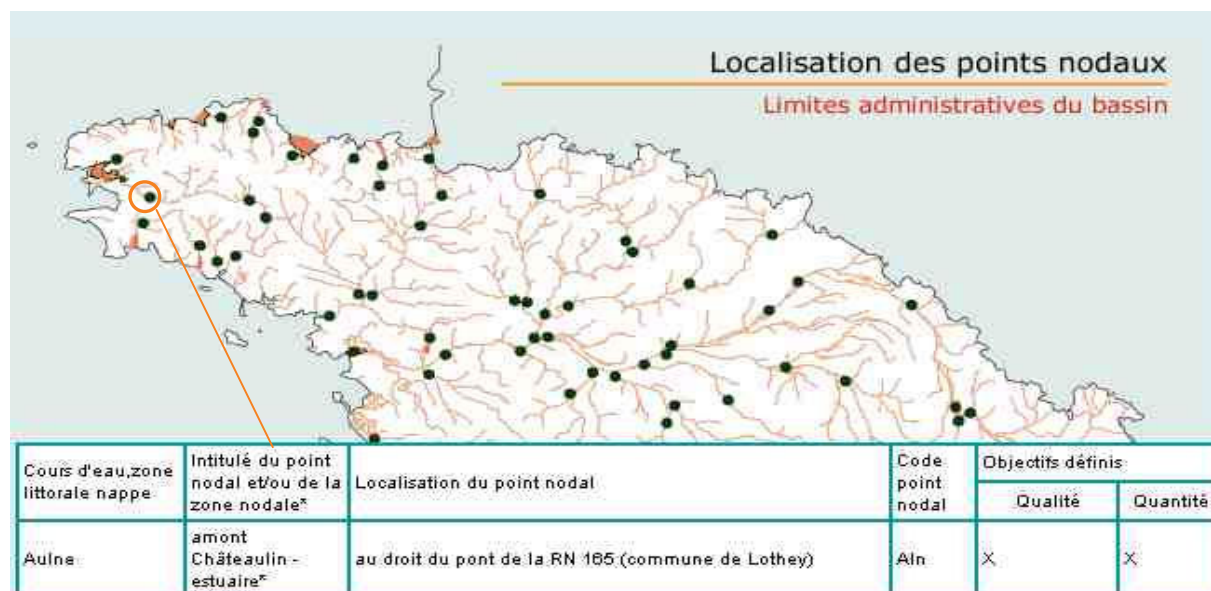 Localisation des points nodaux
Limites administratives du bassin
Cours d'eau,zone
littorale nappe
Intitulé du point
nodal et/ou de la
zone nodale*
Localisation du point nodal
Code
point
nodal
Objectifs définis
Qualité
Quantité
Aulne
amont
Châteaulin -
estuaire*
au droit du pont de la RN 165 (commune de Lothey)
Aln
X
X